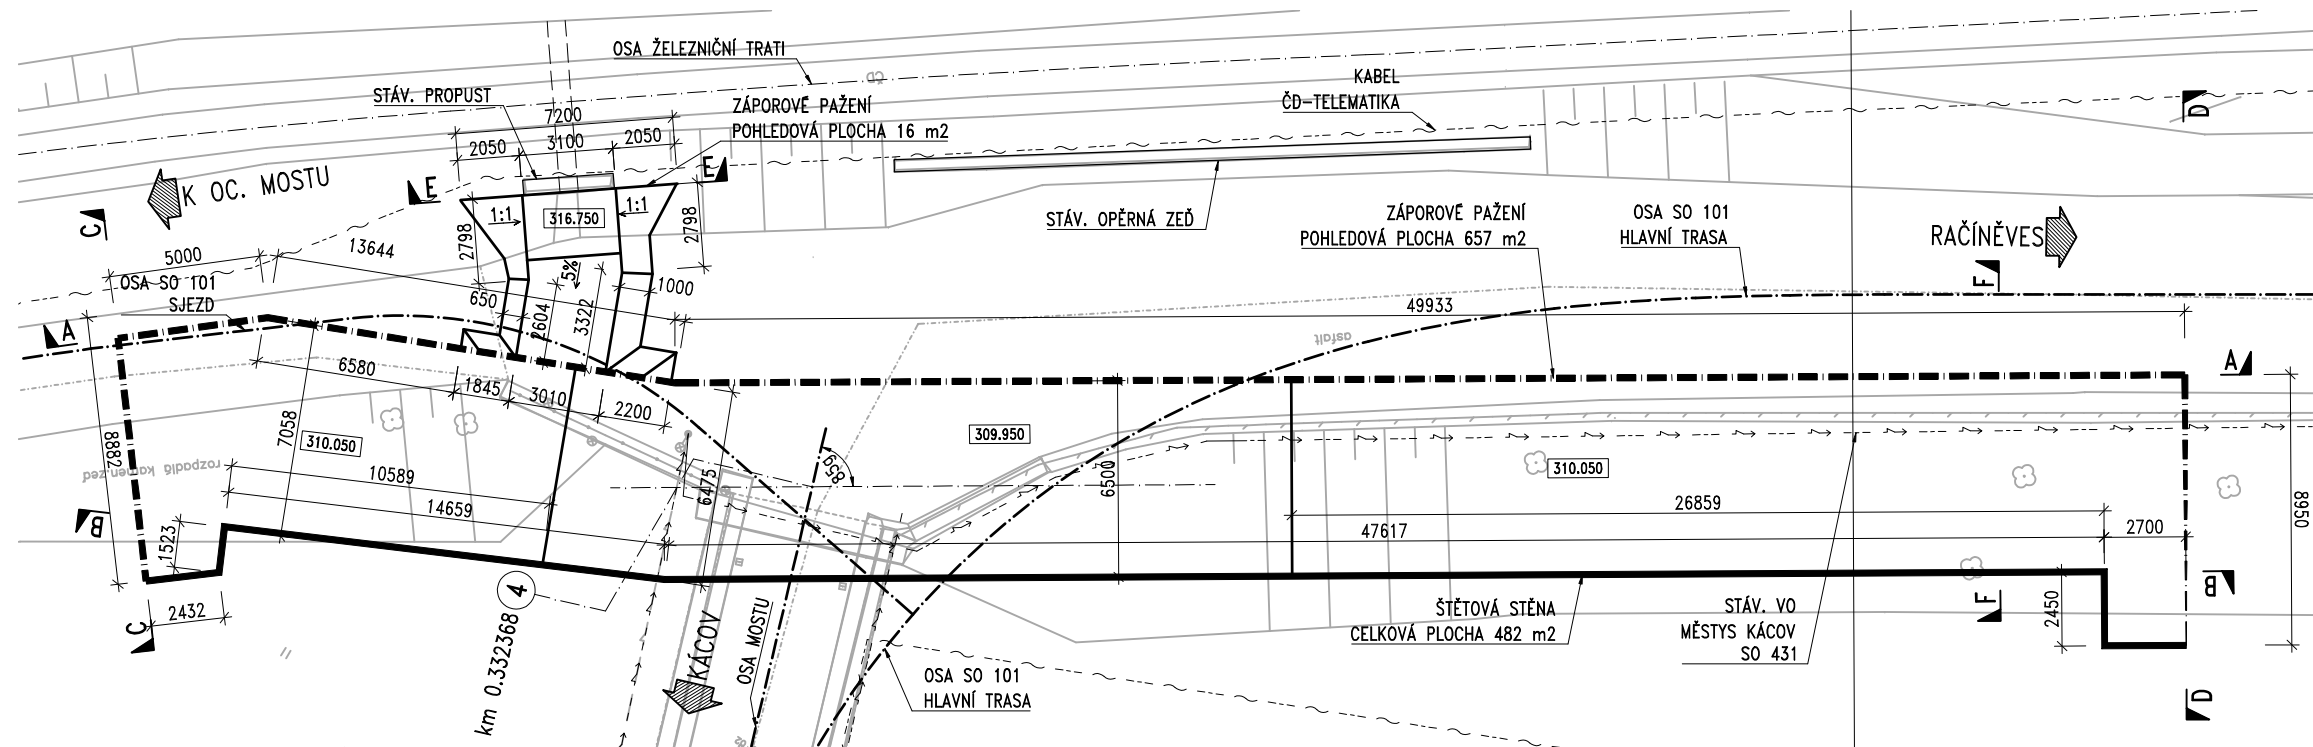 OSA ŽELEZNIČNÍ TRATI
ČD
STÁV. PROPUST
7200
ZÁPOROVÉ PAŽENÍ
POHLEDOVÁ PLOCHA 16 m2
2050
3100
2050
KABEL
ČD-TELEMATIKA
D
K OC. MOSTU
E
E
1:1
316.750
1:1
STÁV. OPĚRNÁ ZEĎ
ZÁPOROVÉ PAŽENÍ
POHLEDOVÁ PLOCHA 657 m2
OSA SO 101
HLAVNÍ TRASA
RAČÍNĚVES
C
5000
13644
2798
2798
5%
OSA SO 101
SJEZD
650
1000
2604
3322
49933
F
asfalt
A
A
6580
1845
3010
2200
7058
8882
310.050
309.950
310.050
rozpadlá kamen.zeď
10589
14659
6475
6500
859
26859
47617
2700
8950
B
1523
2432
C
km 0.332368
4
KÁCOV
OSA MOSTU
OSA SO 101
HLAVNÍ TRASA
ŠTĚTOVÁ STĚNA
CELKOVÁ PLOCHA 482 m2
STÁV. VO
MĚSTYS KÁCOV
SO 431
F
2450
B
D